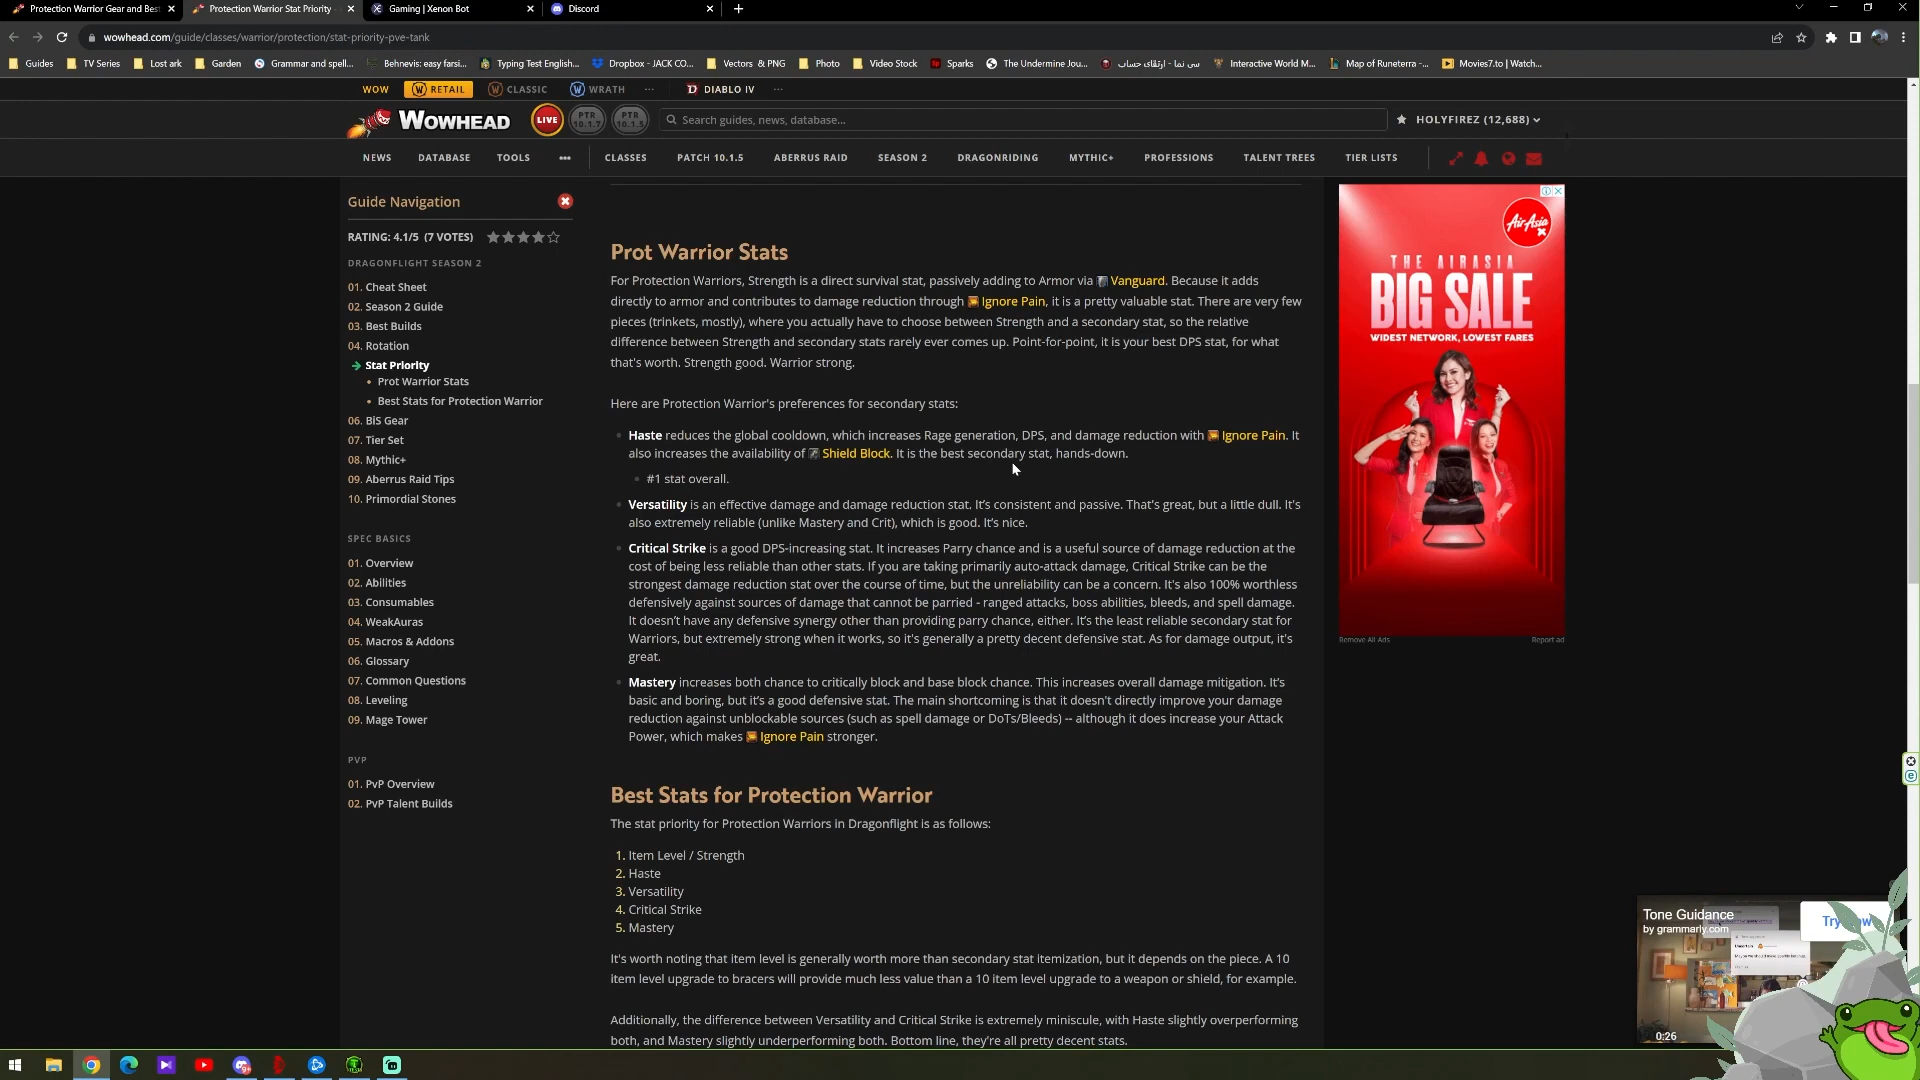 Protection Warrior Gear and Best
Protection Warrior Stat Priority
Gaming | Xenon Bot
Discord
wowhead.com/guide/classes/warrior/protection/stat-priority-pve-tank
Guides
TV Series
Lost ark
Garden
Grammar and spell...
Behnevis: easy farsi...
Typing Test English...
Dropbox - JACK CO...
Vectors & PNG
Photo
Video Stock
Sparks
The Undermine Jou...
سی نما - ارتقای حساب
Interactive World M...
Map of Runeterra -...
Movies7.to | Watch...
WOW
RETAIL
CLASSIC
WRATH
...
DIABLO IV
...
WOWHEAD
LIVE
PTR 10.1.7
PTR 10.1.5
Search guides, news, database...
HOLYFIREZ (12,688)
NEWS
DATABASE
TOOLS
...
CLASSES
PATCH 10.1.5
ABERRUS RAID
SEASON 2
DRAGONRIDING
MYTHIC+
PROFESSIONS
TALENT TREES
TIER LISTS
Guide Navigation
RATING: 4.1/5 (7 VOTES)
DRAGONFLIGHT SEASON 2
01. Cheat Sheet
02. Season 2 Guide
03. Best Builds
04. Rotation
Stat Priority
• Prot Warrior Stats
• Best Stats for Protection Warrior
06. BiS Gear
07. Tier Set
08. Mythic+
09. Aberrus Raid Tips
10. Primordial Stones
SPEC BASICS
01. Overview
02. Abilities
03. Consumables
04. WeakAuras
05. Macros & Addons
06. Glossary
07. Common Questions
08. Leveling
09. Mage Tower
PVP
01. PvP Overview
02. PvP Talent Builds
Prot Warrior Stats
For Protection Warriors, Strength is a direct survival stat, passively adding to Armor via Vanguard. Because it adds
directly to armor and contributes to damage reduction through Ignore Pain, it is a pretty valuable stat. There are very few
pieces (trinkets, mostly), where you actually have to choose between Strength and a secondary stat, so the relative
difference between Strength and secondary stats rarely ever comes up. Point-for-point, it is your best DPS stat, for what
that's worth. Strength good. Warrior strong.
Here are Protection Warrior's preferences for secondary stats:
• Haste reduces the global cooldown, which increases Rage generation, DPS, and damage reduction with Ignore Pain. It
also increases the availability of Shield Block. It is the best secondary stat, hands-down.
• #1 stat overall.
• Versatility is an effective damage and damage reduction stat. It's consistent and passive. That's great, but a little dull. It's
also extremely reliable (unlike Mastery and Crit), which is good. It's nice.
• Critical Strike is a good DPS-increasing stat. It increases Parry chance and is a useful source of damage reduction at the
cost of being less reliable than other stats. If you are taking primarily auto-attack damage, Critical Strike can be the
strongest damage reduction stat over the course of time, but the unreliability can be a concern. It's also 100% worthless
defensively against sources of damage that cannot be parried - ranged attacks, boss abilities, bleeds, and spell damage.
It doesn't have any defensive synergy other than providing parry chance, either. It's the least reliable secondary stat for
Warriors, but extremely strong when it works, so it's generally a pretty decent defensive stat. As for damage output, it's
great.
• Mastery increases both chance to critically block and base block chance. This increases overall damage mitigation. It's
basic and boring, but it's a good defensive stat. The main shortcoming is that it doesn't directly improve your damage
reduction against unblockable sources (such as spell damage or DoTs/Bleeds) -- although it does increase your Attack
Power, which makes Ignore Pain stronger.
Best Stats for Protection Warrior
The stat priority for Protection Warriors in Dragonflight is as follows:
1. Item Level / Strength
2. Haste
3. Versatility
4. Critical Strike
5. Mastery
It's worth noting that item level is generally worth more than secondary stat itemization, but it depends on the piece. A 10
item level upgrade to bracers will provide much less value than a 10 item level upgrade to a weapon or shield, for example.
Additionally, the difference between Versatility and Critical Strike is extremely miniscule, with Haste slightly overperforming
both, and Mastery slightly underperforming both. Bottom line, they're all pretty decent stats.
AirAsia
THE AIRASIA
BIG SALE
WIDEST NETWORK, LOWEST FARES
Remove All Ads
Report ad
Tone Guidance
by grammarly.com
0:26